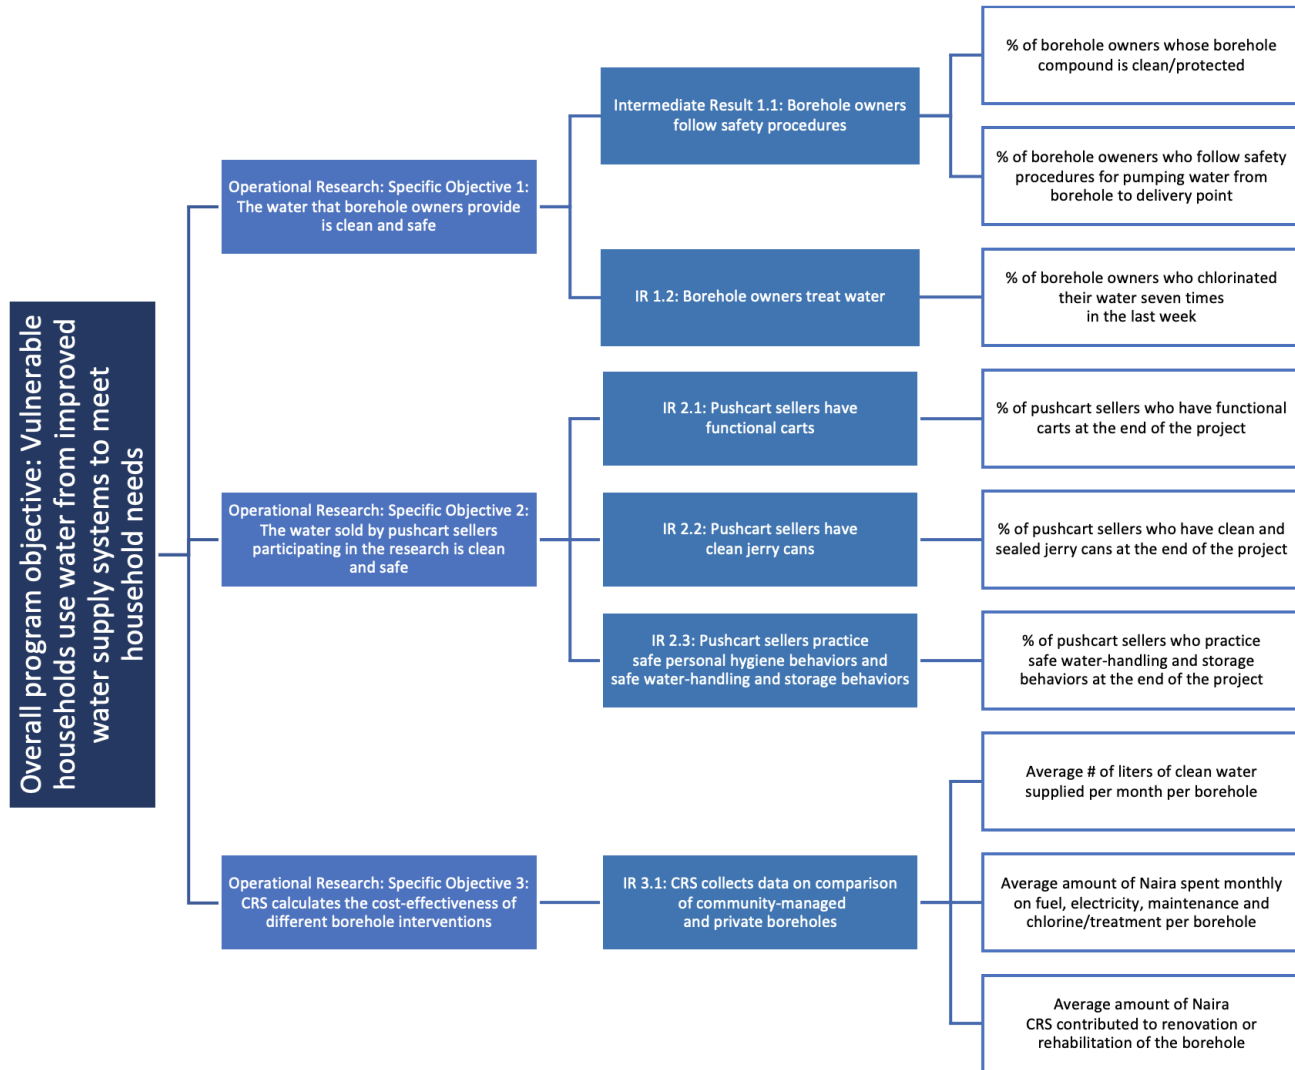 Overall program objective: Vulnerable
households use water from improved
water supply systems to meet
household needs
Operational Research: Specific Objective 1:
The water that borehole owners provide
is clean and safe
Intermediate Result 1.1: Borehole owners
follow safety procedures
% of borehole owners whose borehole
compound is clean/protected
% of borehole oweners who follow safety
procedures for pumping water from
borehole to delivery point
IR 1.2: Borehole owners treat water
% of borehole owners who chlorinated
their water seven times
in the last week
Operational Research: Specific Objective 2:
The water sold by pushcart sellers
participating in the research is clean
and safe
IR 2.1: Pushcart sellers have
functional carts
% of pushcart sellers who have functional
carts at the end of the project
IR 2.2: Pushcart sellers have
clean jerry cans
% of pushcart sellers who have clean and
sealed jerry cans at the end of the project
IR 2.3: Pushcart sellers practice
safe personal hygiene behaviors and
safe water-handling and storage behaviors
% of pushcart sellers who practice
safe water-handling and storage
behaviors at the end of the project
Operational Research: Specific Objective 3:
CRS calculates the cost-effectiveness of
different borehole interventions
IR 3.1: CRS collects data on comparison
of community-managed
and private boreholes
Average # of liters of clean water
supplied per month per borehole
Average amount of Naira spent monthly
on fuel, electricity, maintenance and
chlorine/treatment per borehole
Average amount of Naira
CRS contributed to renovation or
rehabilitation of the borehole